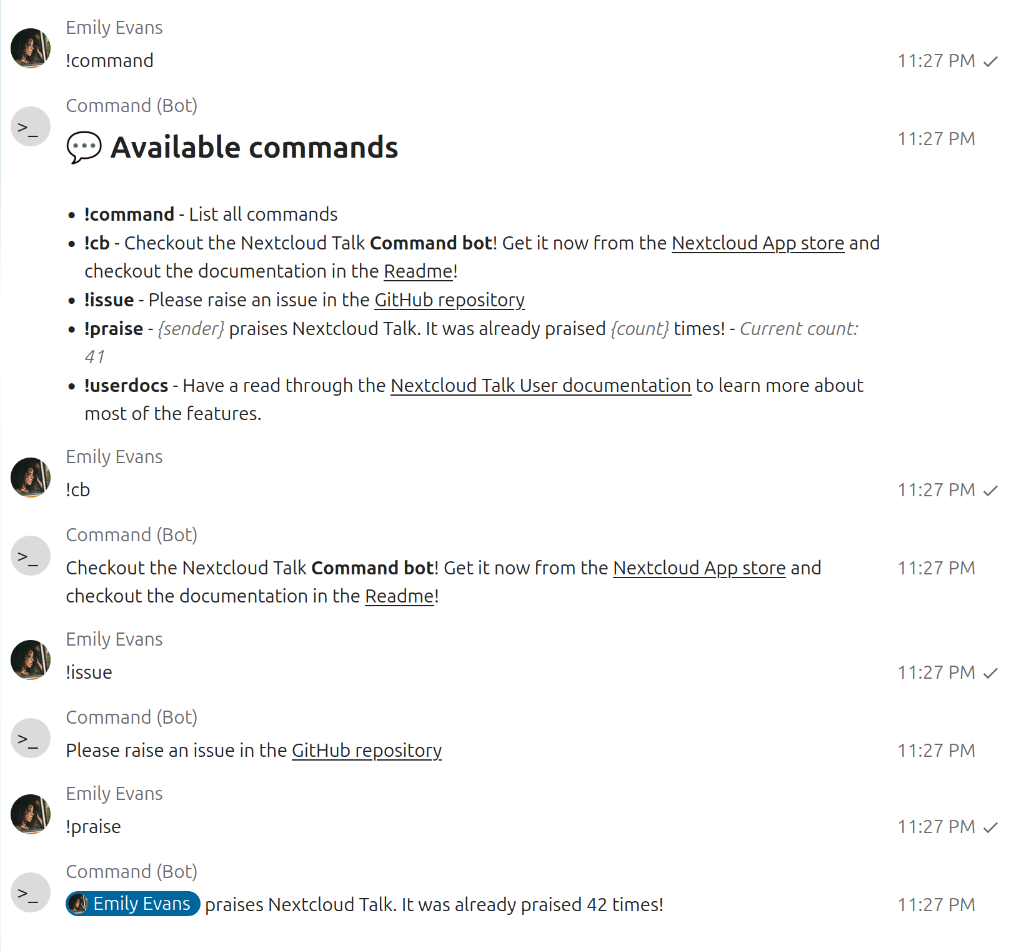 Emily Evans
!command 11:27 PM
Command (Bot)
>_
💬 Available commands 11:27 PM
• !command - List all commands
• !cb - Checkout the Nextcloud Talk Command bot! Get it now from the Nextcloud App store and
checkout the documentation in the Readme!
• !issue - Please raise an issue in the GitHub repository
• !praise - {sender} praises Nextcloud Talk. It was already praised {count} times! - Current count:
41
• !userdocs - Have a read through the Nextcloud Talk User documentation to learn more about
most of the features.
Emily Evans
!cb 11:27 PM
Command (Bot)
>_
Checkout the Nextcloud Talk Command bot! Get it now from the Nextcloud App store and 11:27 PM
checkout the documentation in the Readme!
Emily Evans
!issue 11:27 PM
Command (Bot)
>_
Please raise an issue in the GitHub repository 11:27 PM
Emily Evans
!praise 11:27 PM
Command (Bot)
>_
Emily Evans praises Nextcloud Talk. It was already praised 42 times! 11:27 PM